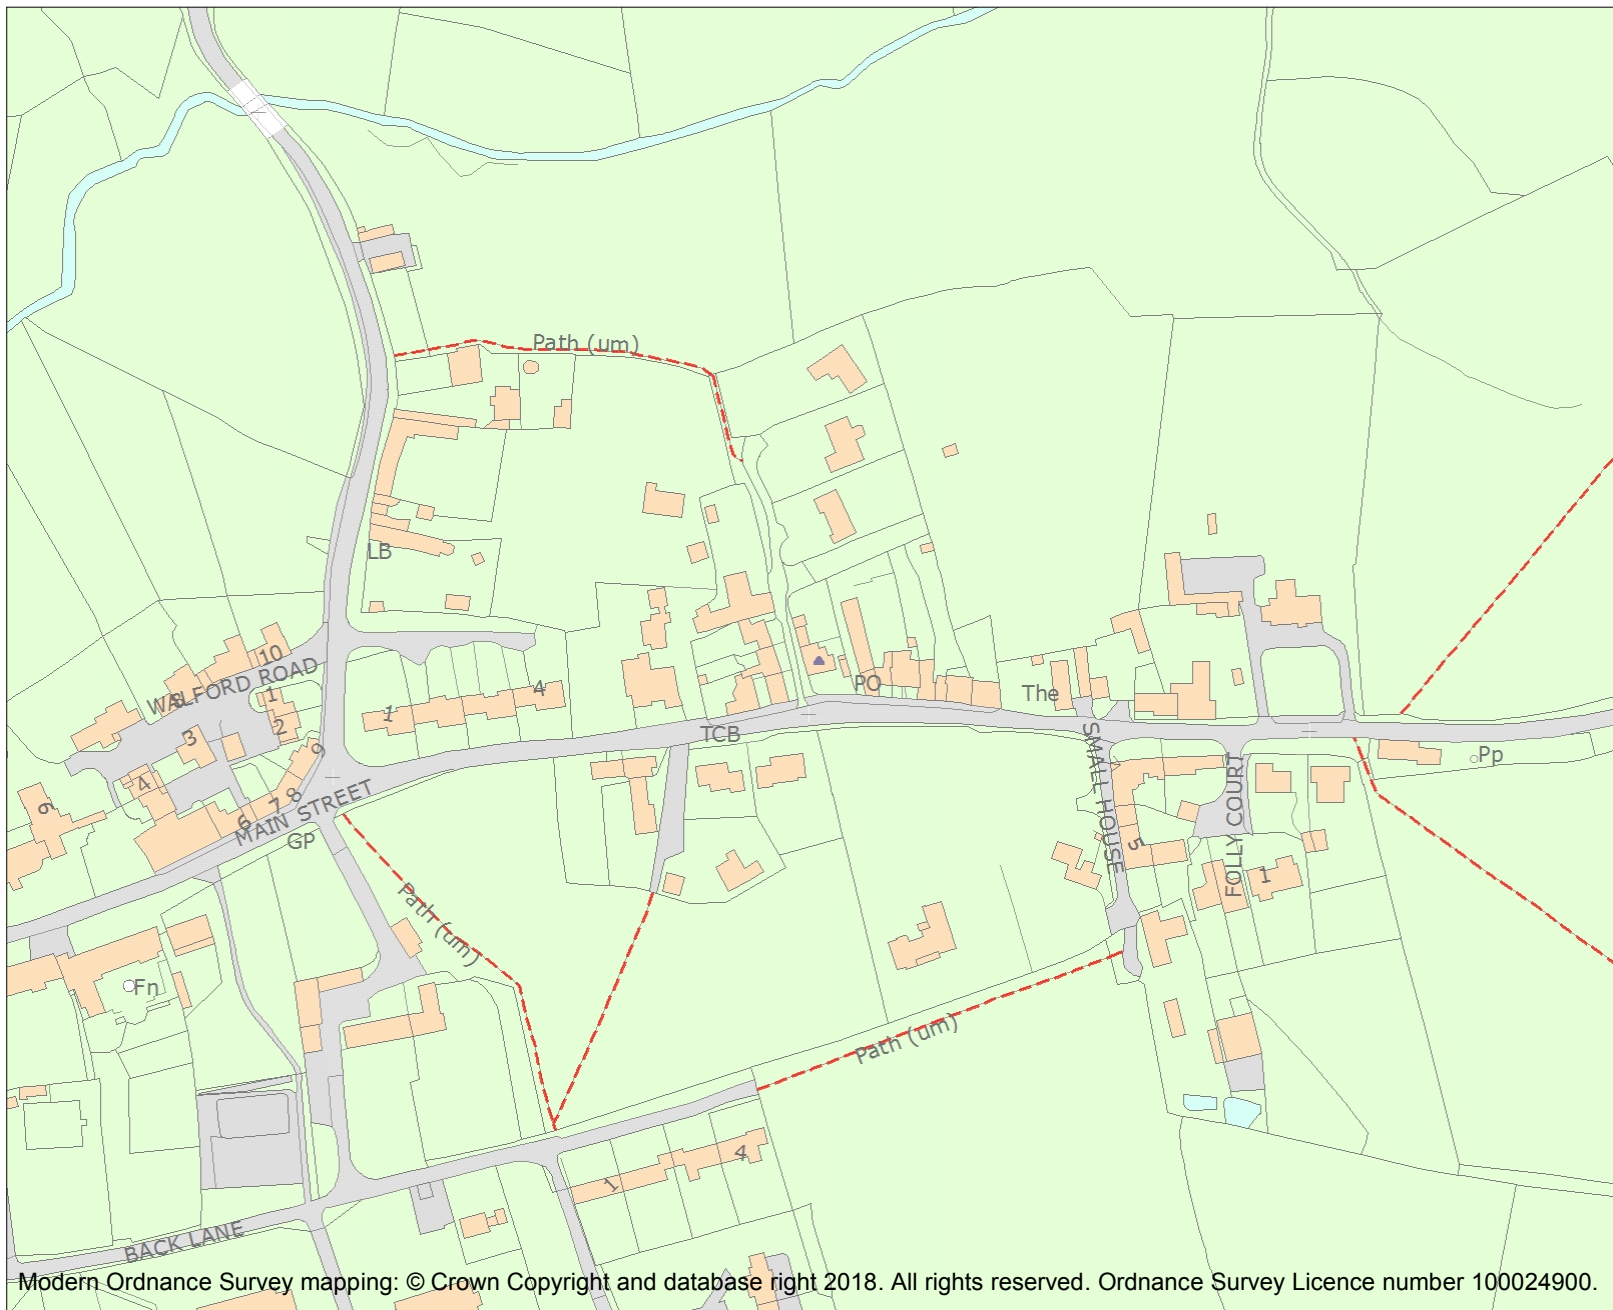 Path (um)
LB
10
WALFORD ROAD
8
1
2
3
4
9
8
7
6
MAIN STREET
GP
6
1
4
TCB
PO
The
SMALL HOUSE
5
FOLLY COURT
1
Pp
Path (um)
Fn
Path (um)
1
4
BACK LANE
Modern Ordnance Survey mapping: © Crown Copyright and database right 2018. All rights reserved. Ordnance Survey Licence number 100024900.